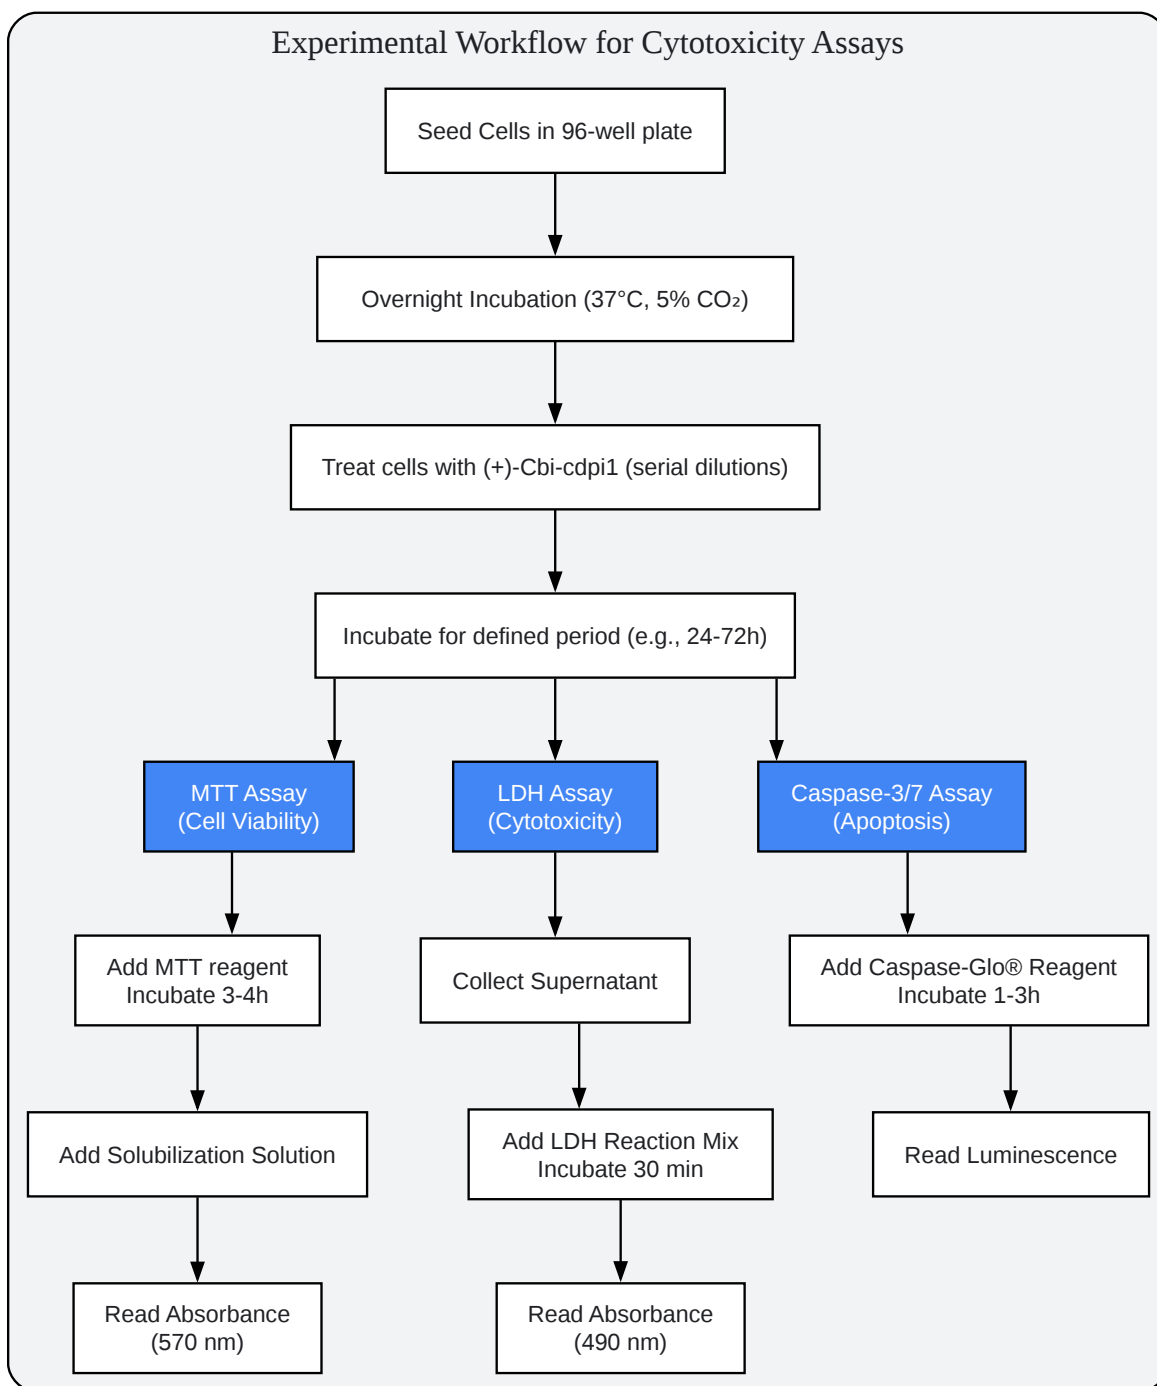 Experimental Workflow for Cytotoxicity Assays
Seed Cells in 96-well plate
Overnight Incubation (37°C, 5% CO₂)
Treat cells with (+)-Cbi-cdpi1 (serial dilutions)
Incubate for defined period (e.g., 24-72h)
MTT Assay
(Cell Viability)
LDH Assay
(Cytotoxicity)
Caspase-3/7 Assay
(Apoptosis)
Add MTT reagent
Incubate 3-4h
Collect Supernatant
Add Caspase-Glo® Reagent
Incubate 1-3h
Add Solubilization Solution
Add LDH Reaction Mix
Incubate 30 min
Read Luminescence
Read Absorbance
(570 nm)
Read Absorbance
(490 nm)